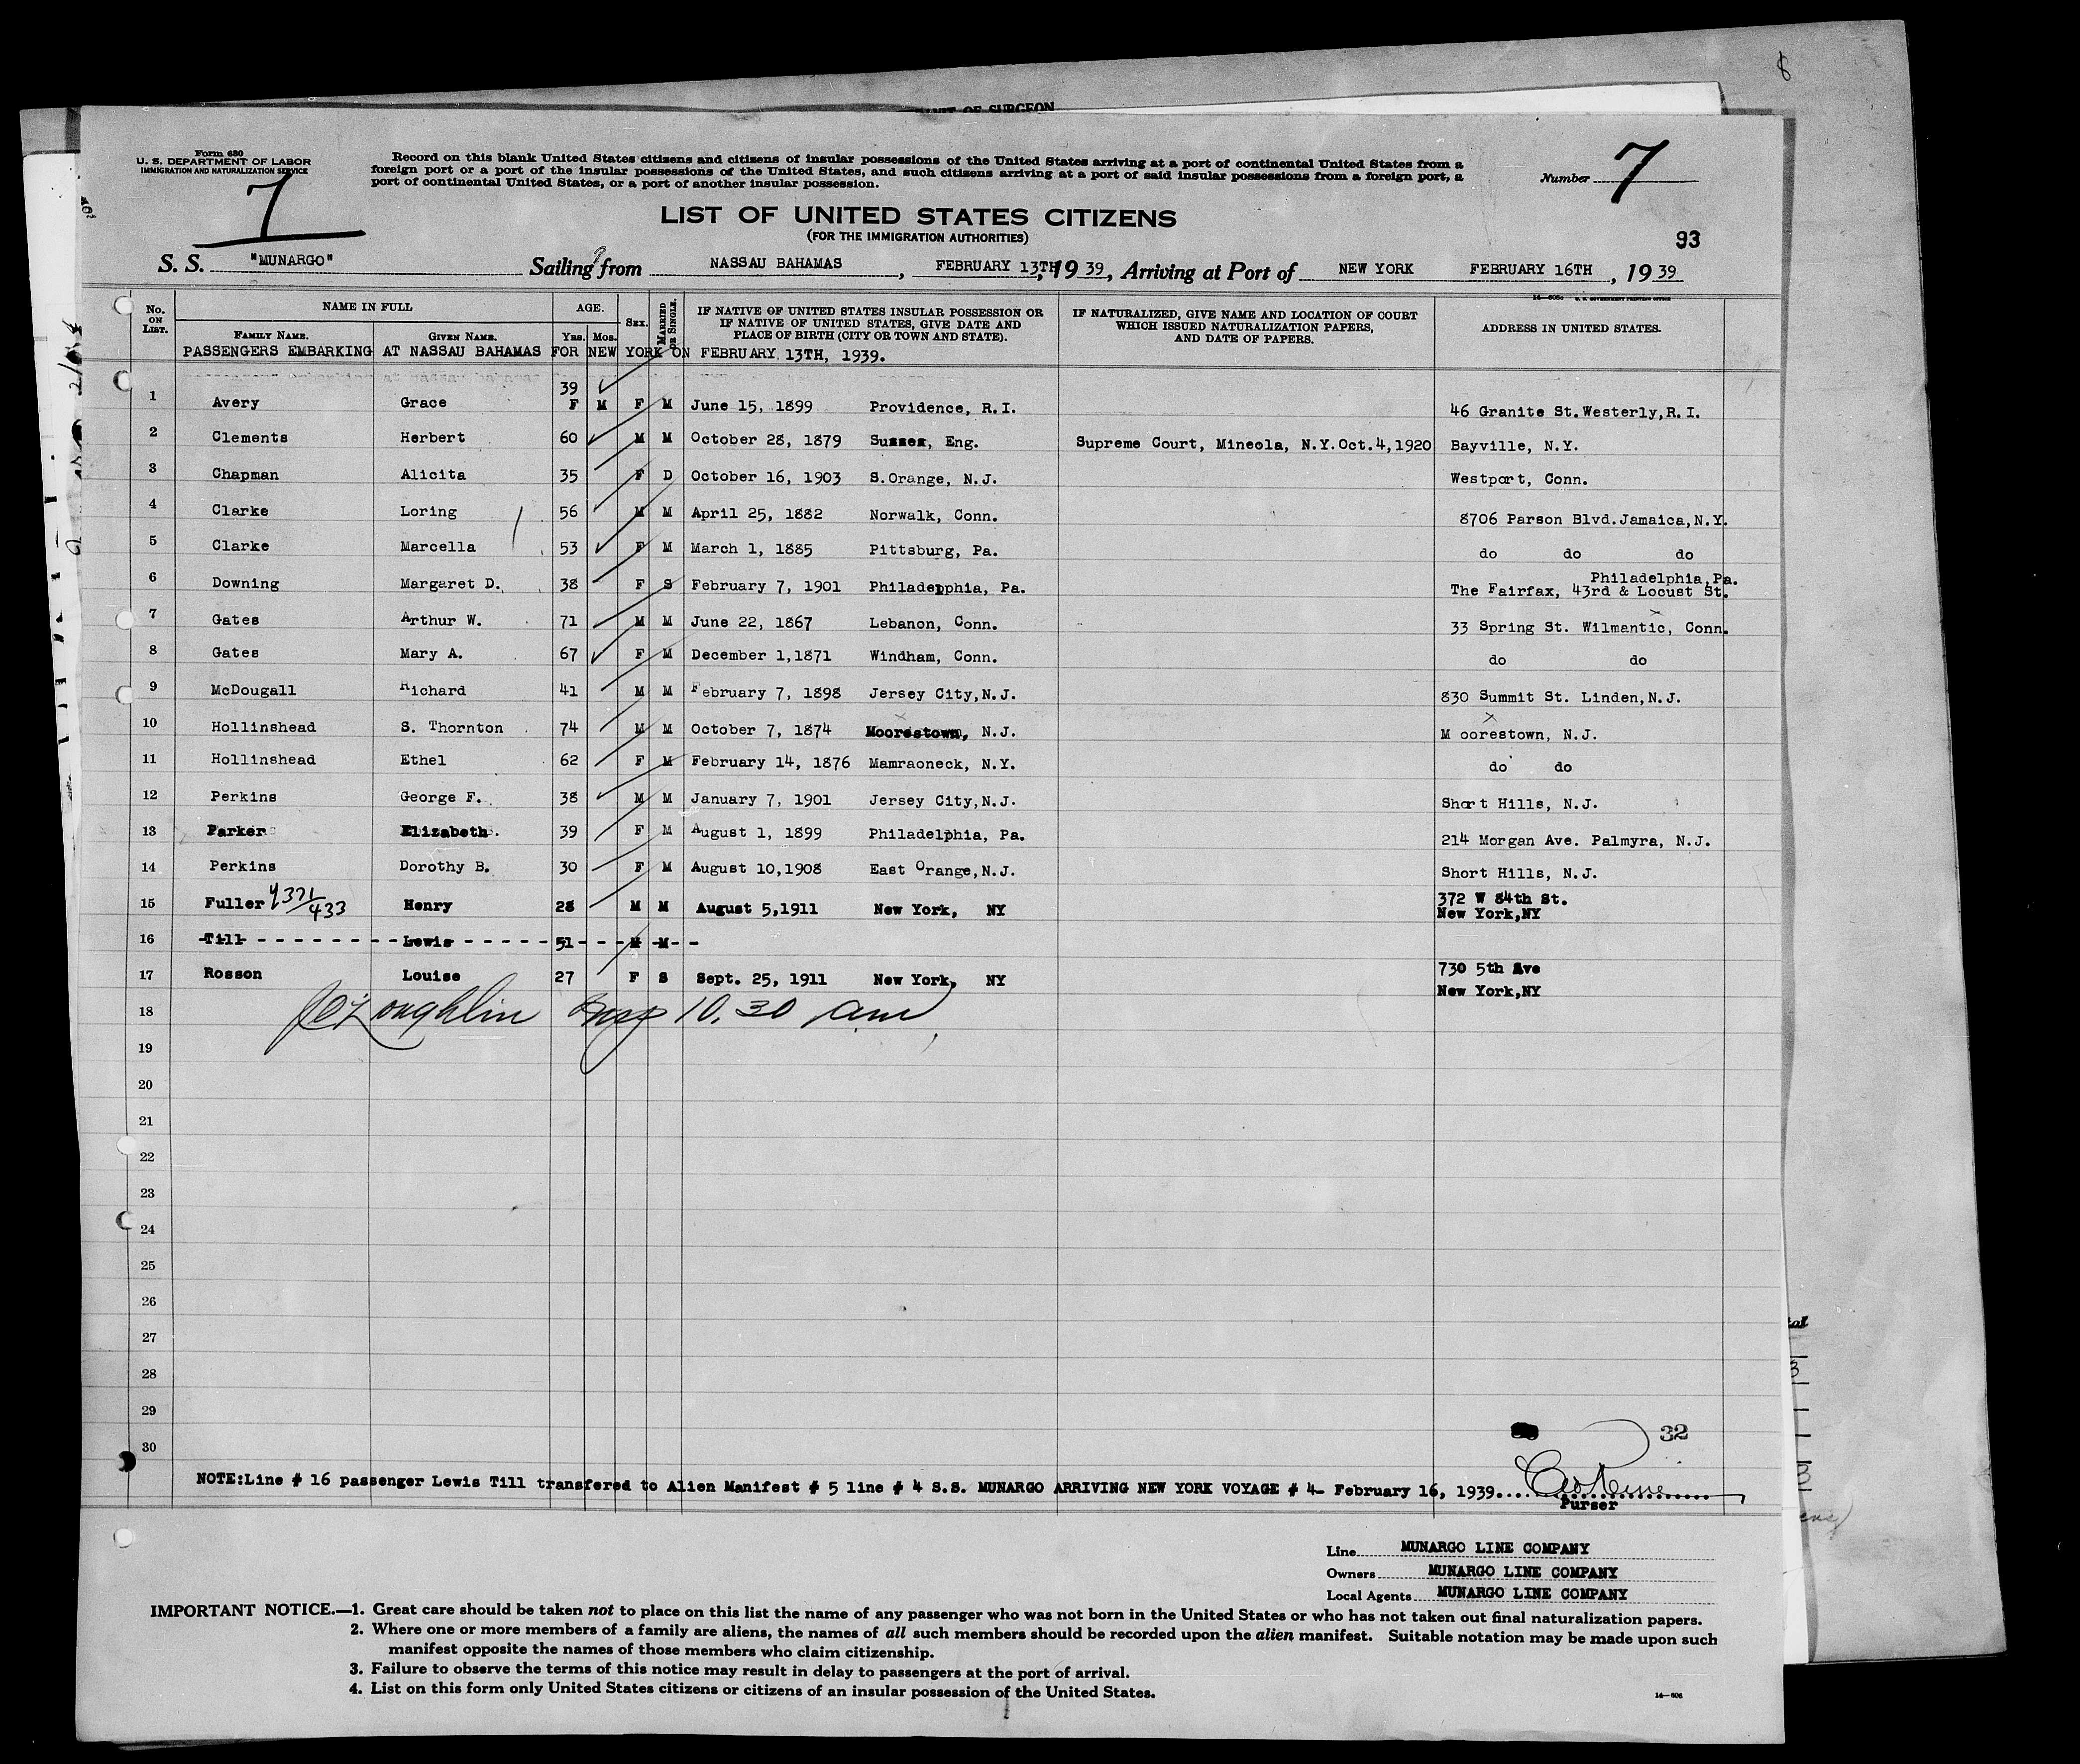 8
Form 630
U. S. DEPARTMENT OF LABOR
IMMIGRATION AND NATURALIZATION SERVICE
7
Record on this blank United States citizens and citizens of insular possessions of the United States arriving at a port of continental United States from a
foreign port or a port of the insular possessions of the United States, and such citizens arriving at a port of said insular possessions from a foreign port, a
port of continental United States, or a port of another insular possession.
Number 7
LIST OF UNITED STATES CITIZENS
(FOR THE IMMIGRATION AUTHORITIES)
93
S. S. "MUNARGO" Sailing from NASSAU BAHAMAS, FEBRUARY 13TH, 1939, Arriving at Port of NEW YORK FEBRUARY 16TH, 1939
No. ON LIST. NAME IN FULL AGE. SEX. MARRIED OR SINGLE. IF NATIVE OF UNITED STATES INSULAR POSSESSION OR IF NATIVE OF UNITED STATES, GIVE DATE AND PLACE OF BIRTH (CITY OR TOWN AND STATE). IF NATURALIZED, GIVE NAME AND LOCATION OF COURT WHICH ISSUED NATURALIZATION PAPERS, AND DATE OF PAPERS. ADDRESS IN UNITED STATES.
FAMILY NAME. GIVEN NAME. Yrs. Mos.
PASSENGERS EMBARKING AT NASSAU BAHAMAS FOR NEW YORK ON FEBRUARY 13TH, 1939.
39
1 Avery Grace F M F M June 15, 1899 Providence, R.I. 46 Granite St.Westerly,R.I.
2 Clements Herbert 60 M M October 28, 1879 Sussex, Eng. Supreme Court, Mineola, N.Y.Oct.4,1920 Bayville, N.Y.
3 Chapman Alicita 35 F D October 16, 1903 S.Orange, N.J. Westport, Conn.
4 Clarke Loring 56 M M April 25, 1882 Norwalk, Conn. 8706 Parson Blvd.Jamaica,N.Y.
5 Clarke Marcella 53 F M March 1, 1885 Pittsburg, Pa. do do do
6 Downing Margaret D. 38 F S February 7, 1901 Philadelphia, Pa. Philadelphia,Pa.
The Fairfax, 43rd & Locust St.
7 Gates Arthur W. 71 M M June 22, 1867 Lebanon, Conn. 33 Spring St. Wilmantic, Conn.
8 Gates Mary A. 67 F M December 1,1871 Windham, Conn. do do
9 McDougall Richard 41 M M February 7, 1898 Jersey City,N.J. 830 Summit St. Linden,N.J.
10 Hollinshead S. Thornton 74 M M October 7, 1874 Moorestown, N.J. M oorestown, N.J.
11 Hollinshead Ethel 62 F M February 14, 1876 Mamraoneck, N.Y. do do
12 Perkins George F. 38 M M January 7, 1901 Jersey City,N.J. Short Hills, N.J.
13 Parker Elizabeth 39 F M August 1, 1899 Philadelphia, Pa. 214 Morgan Ave. Palmyra, N.J.
14 Perkins Dorothy B. 30 F M August 10,1908 East Orange,N.J. Short Hills, N.J.
15 Fuller 371/433 Henry 28 M M August 5,1911 New York, NY 372 W 84th St.
New York,NY
16 Till Lewis 51 M M
17 Rosson Louise 27 F S Sept. 25, 1911 New York, NY 730 5th Ave
New York,NY
18 Loughlin Insp 10.30 am
19
20
21
22
23
24
25
26
27
28
29
30
32
NOTE:Line # 16 passenger Lewis Till transfered to Alien Manifest # 5 line # 4 S.S. MUNARGO ARRIVING NEW YORK VOYAGE # 4- February 16, 1939....
Purser
Line MUNARGO LINE COMPANY
Owners MUNARGO LINE COMPANY
Local Agents MUNARGO LINE COMPANY
IMPORTANT NOTICE.—1. Great care should be taken not to place on this list the name of any passenger who was not born in the United States or who has not taken out final naturalization papers.
2. Where one or more members of a family are aliens, the names of all such members should be recorded upon the alien manifest. Suitable notation may be made upon such
manifest opposite the names of those members who claim citizenship.
3. Failure to observe the terms of this notice may result in delay to passengers at the port of arrival.
4. List on this form only United States citizens or citizens of an insular possession of the United States.
14—606